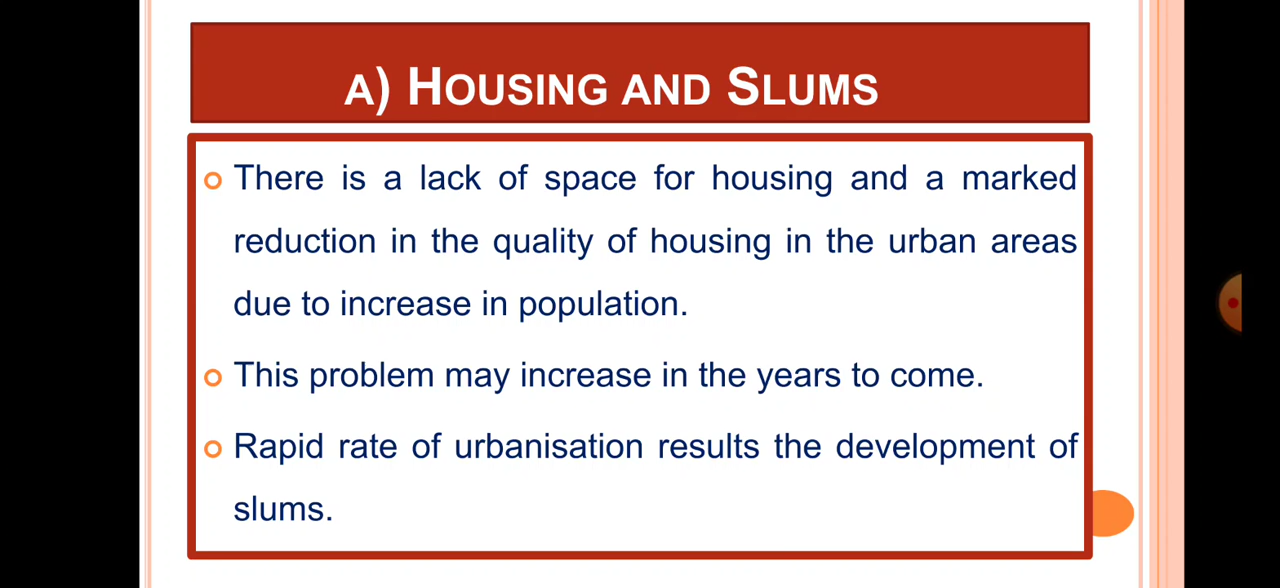 A) HOUSING AND SLUMS
There is a lack of space for housing and a marked
reduction in the quality of housing in the urban areas
due to increase in population.
This problem may increase in the years to come.
Rapid rate of urbanisation results the development of
slums.